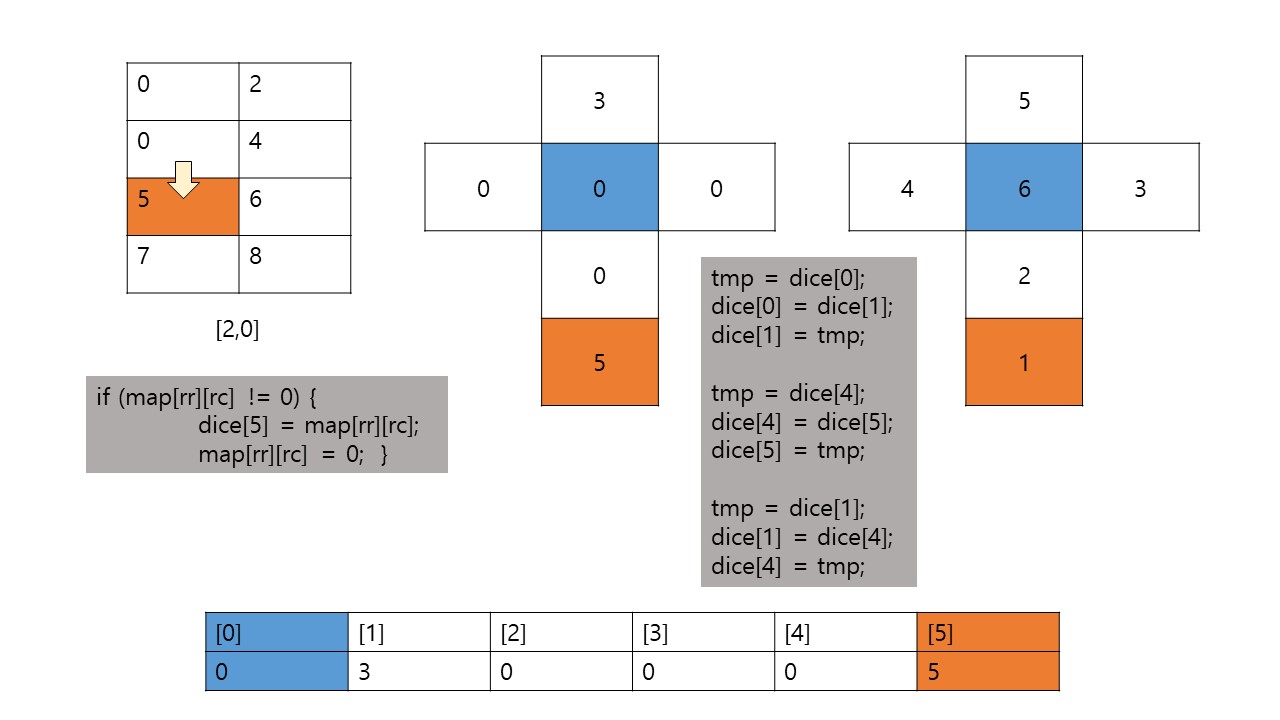 0 2
0 4
5 6
7 8
[2,0]
if (map[rr][rc] != 0) {
dice[5] = map[rr][rc];
map[rr][rc] = 0; }
3
0 0 0
0
5
5
4 6 3
2
1
tmp = dice[0];
dice[0] = dice[1];
dice[1] = tmp;
tmp = dice[4];
dice[4] = dice[5];
dice[5] = tmp;
tmp = dice[1];
dice[1] = dice[4];
dice[4] = tmp;
[0] [1] [2] [3] [4] [5]
0 3 0 0 0 5